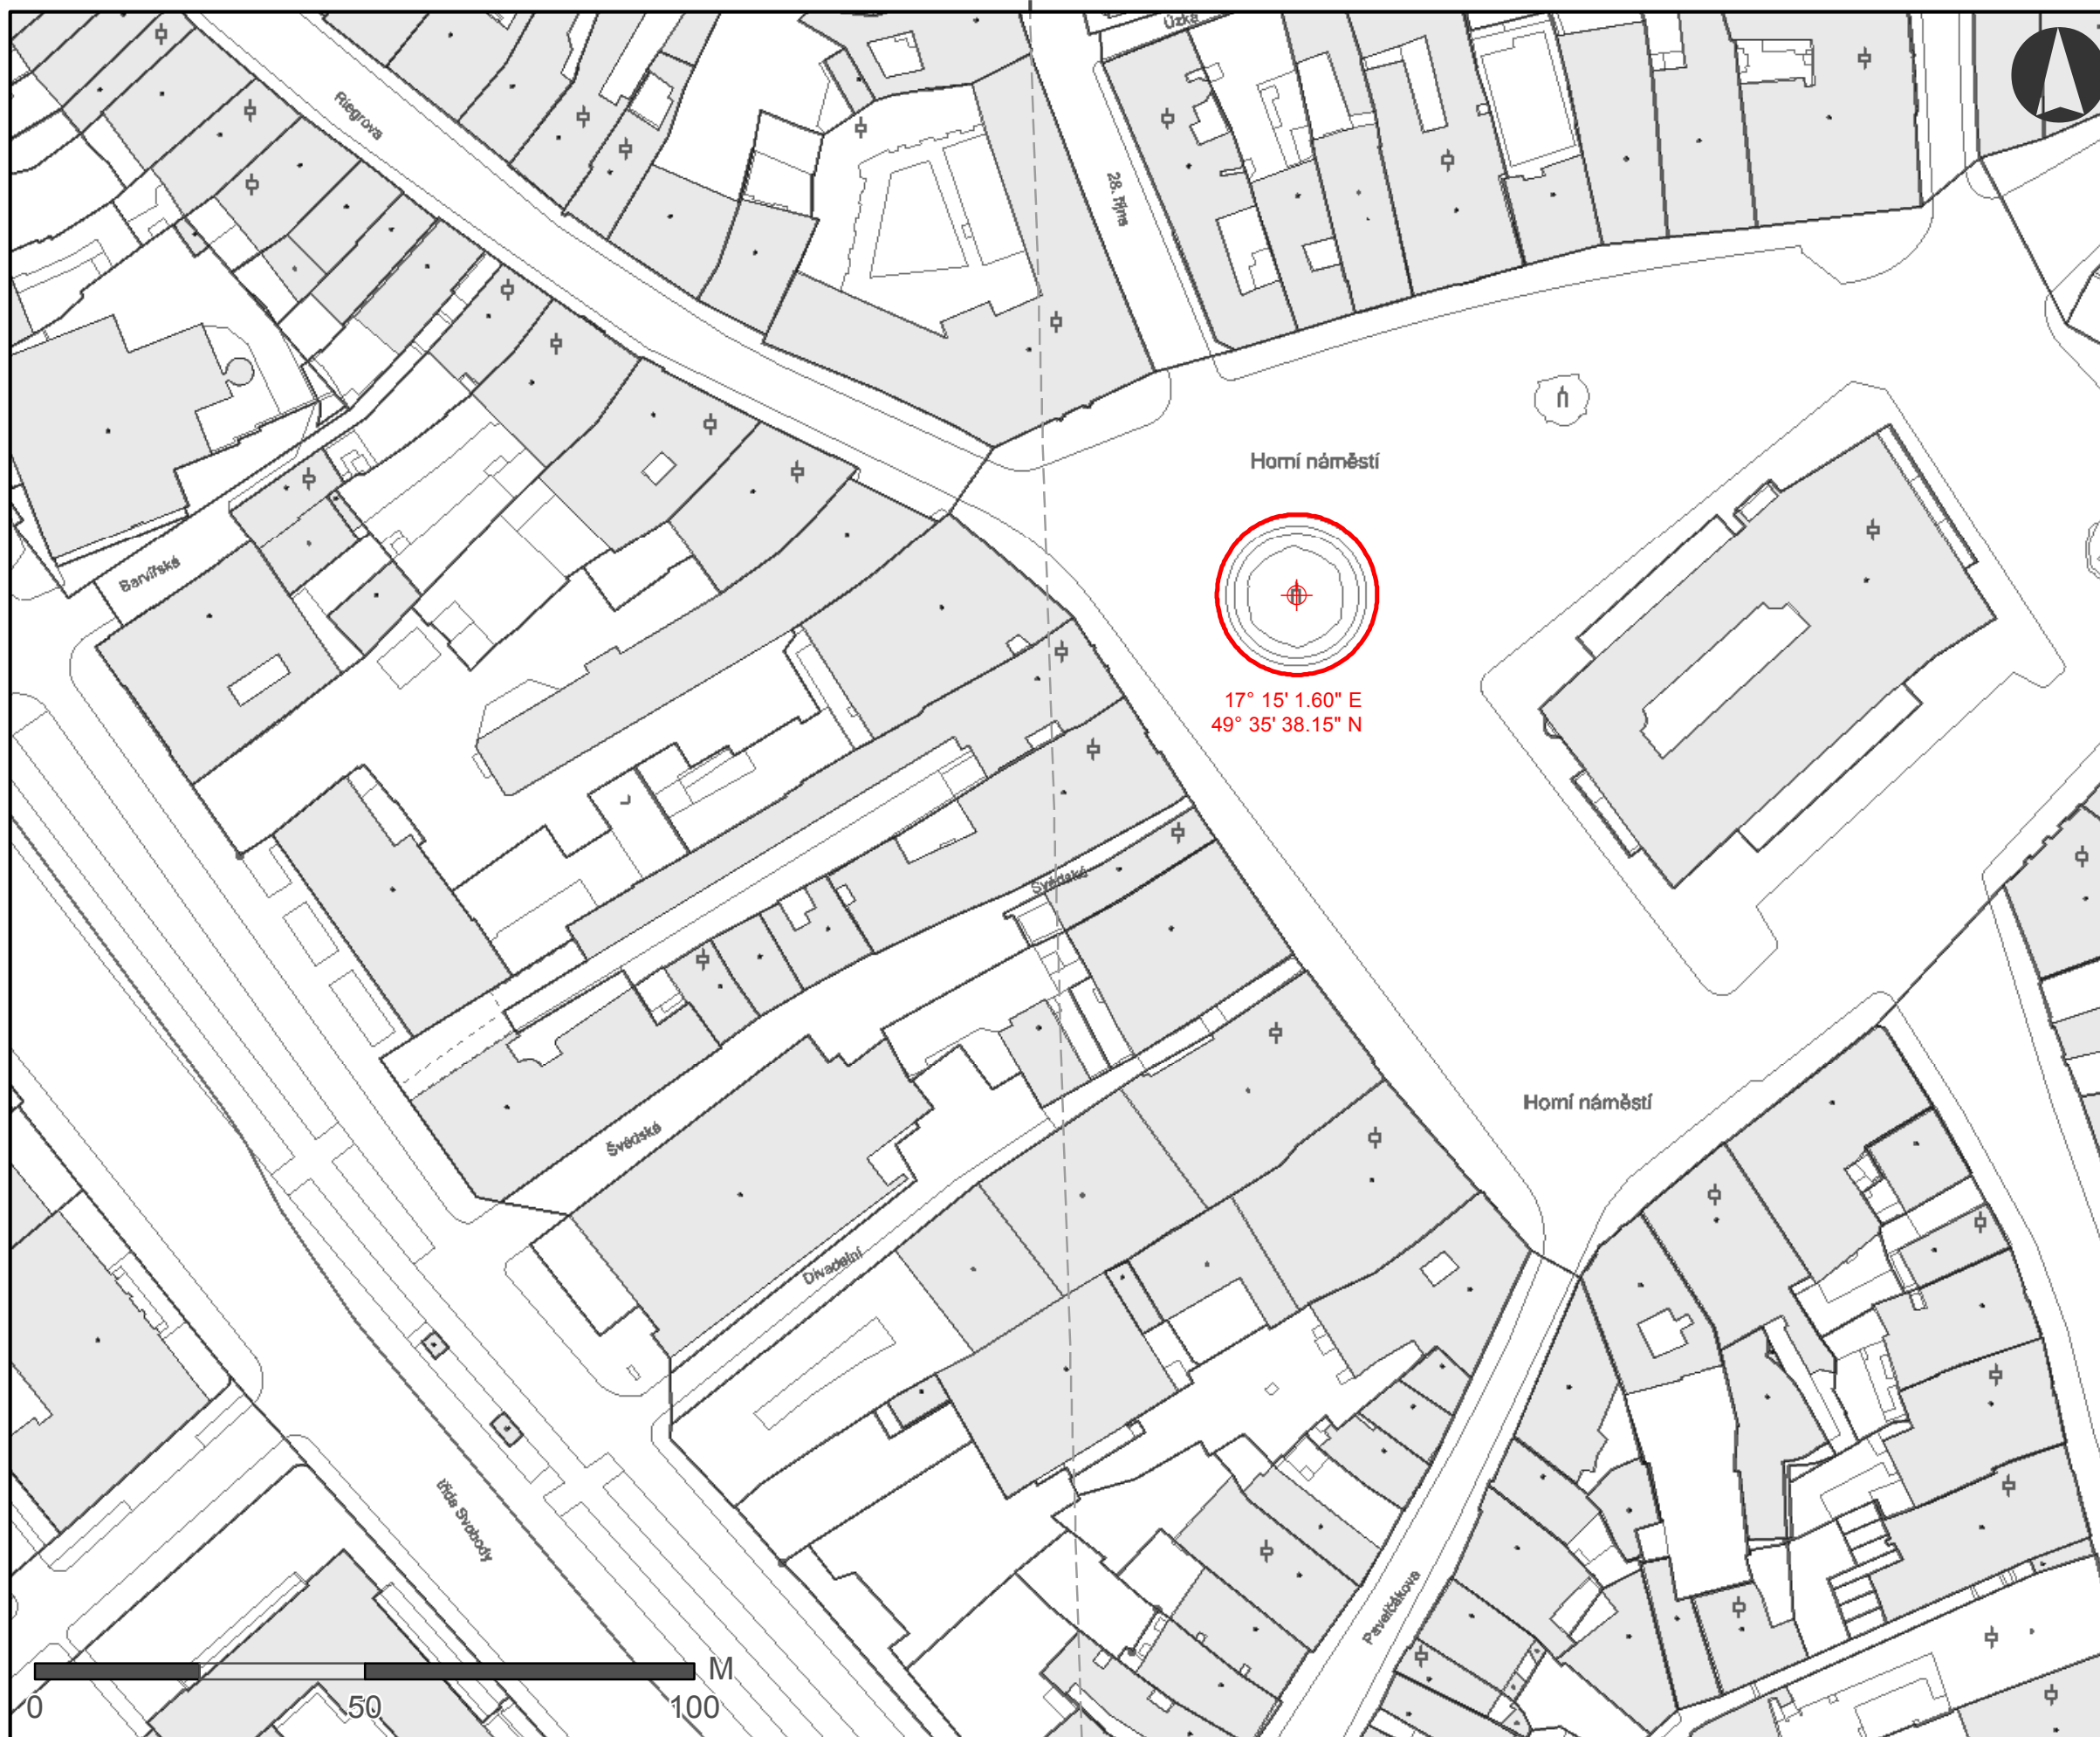 Úzká
Riegrova
28. října
Horní náměstí
Barvířská
17° 15' 1.60" E
49° 35' 38.15" N
Švédská
Horní náměstí
Švédská
Divadelní
třída Svobody
Pavelčákova
M
0 50 100